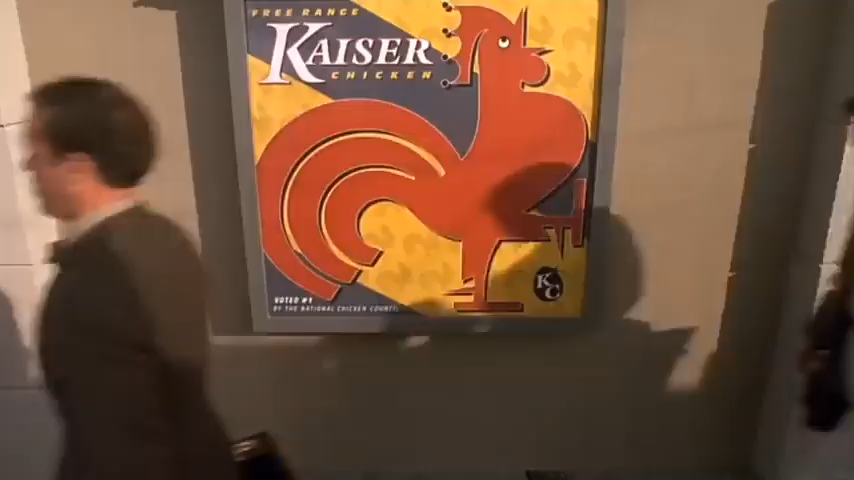 FREE RANGE
KAISER
CHICKEN
VOTED #1
BY THE NATIONAL CHICKEN COUNCIL
KC